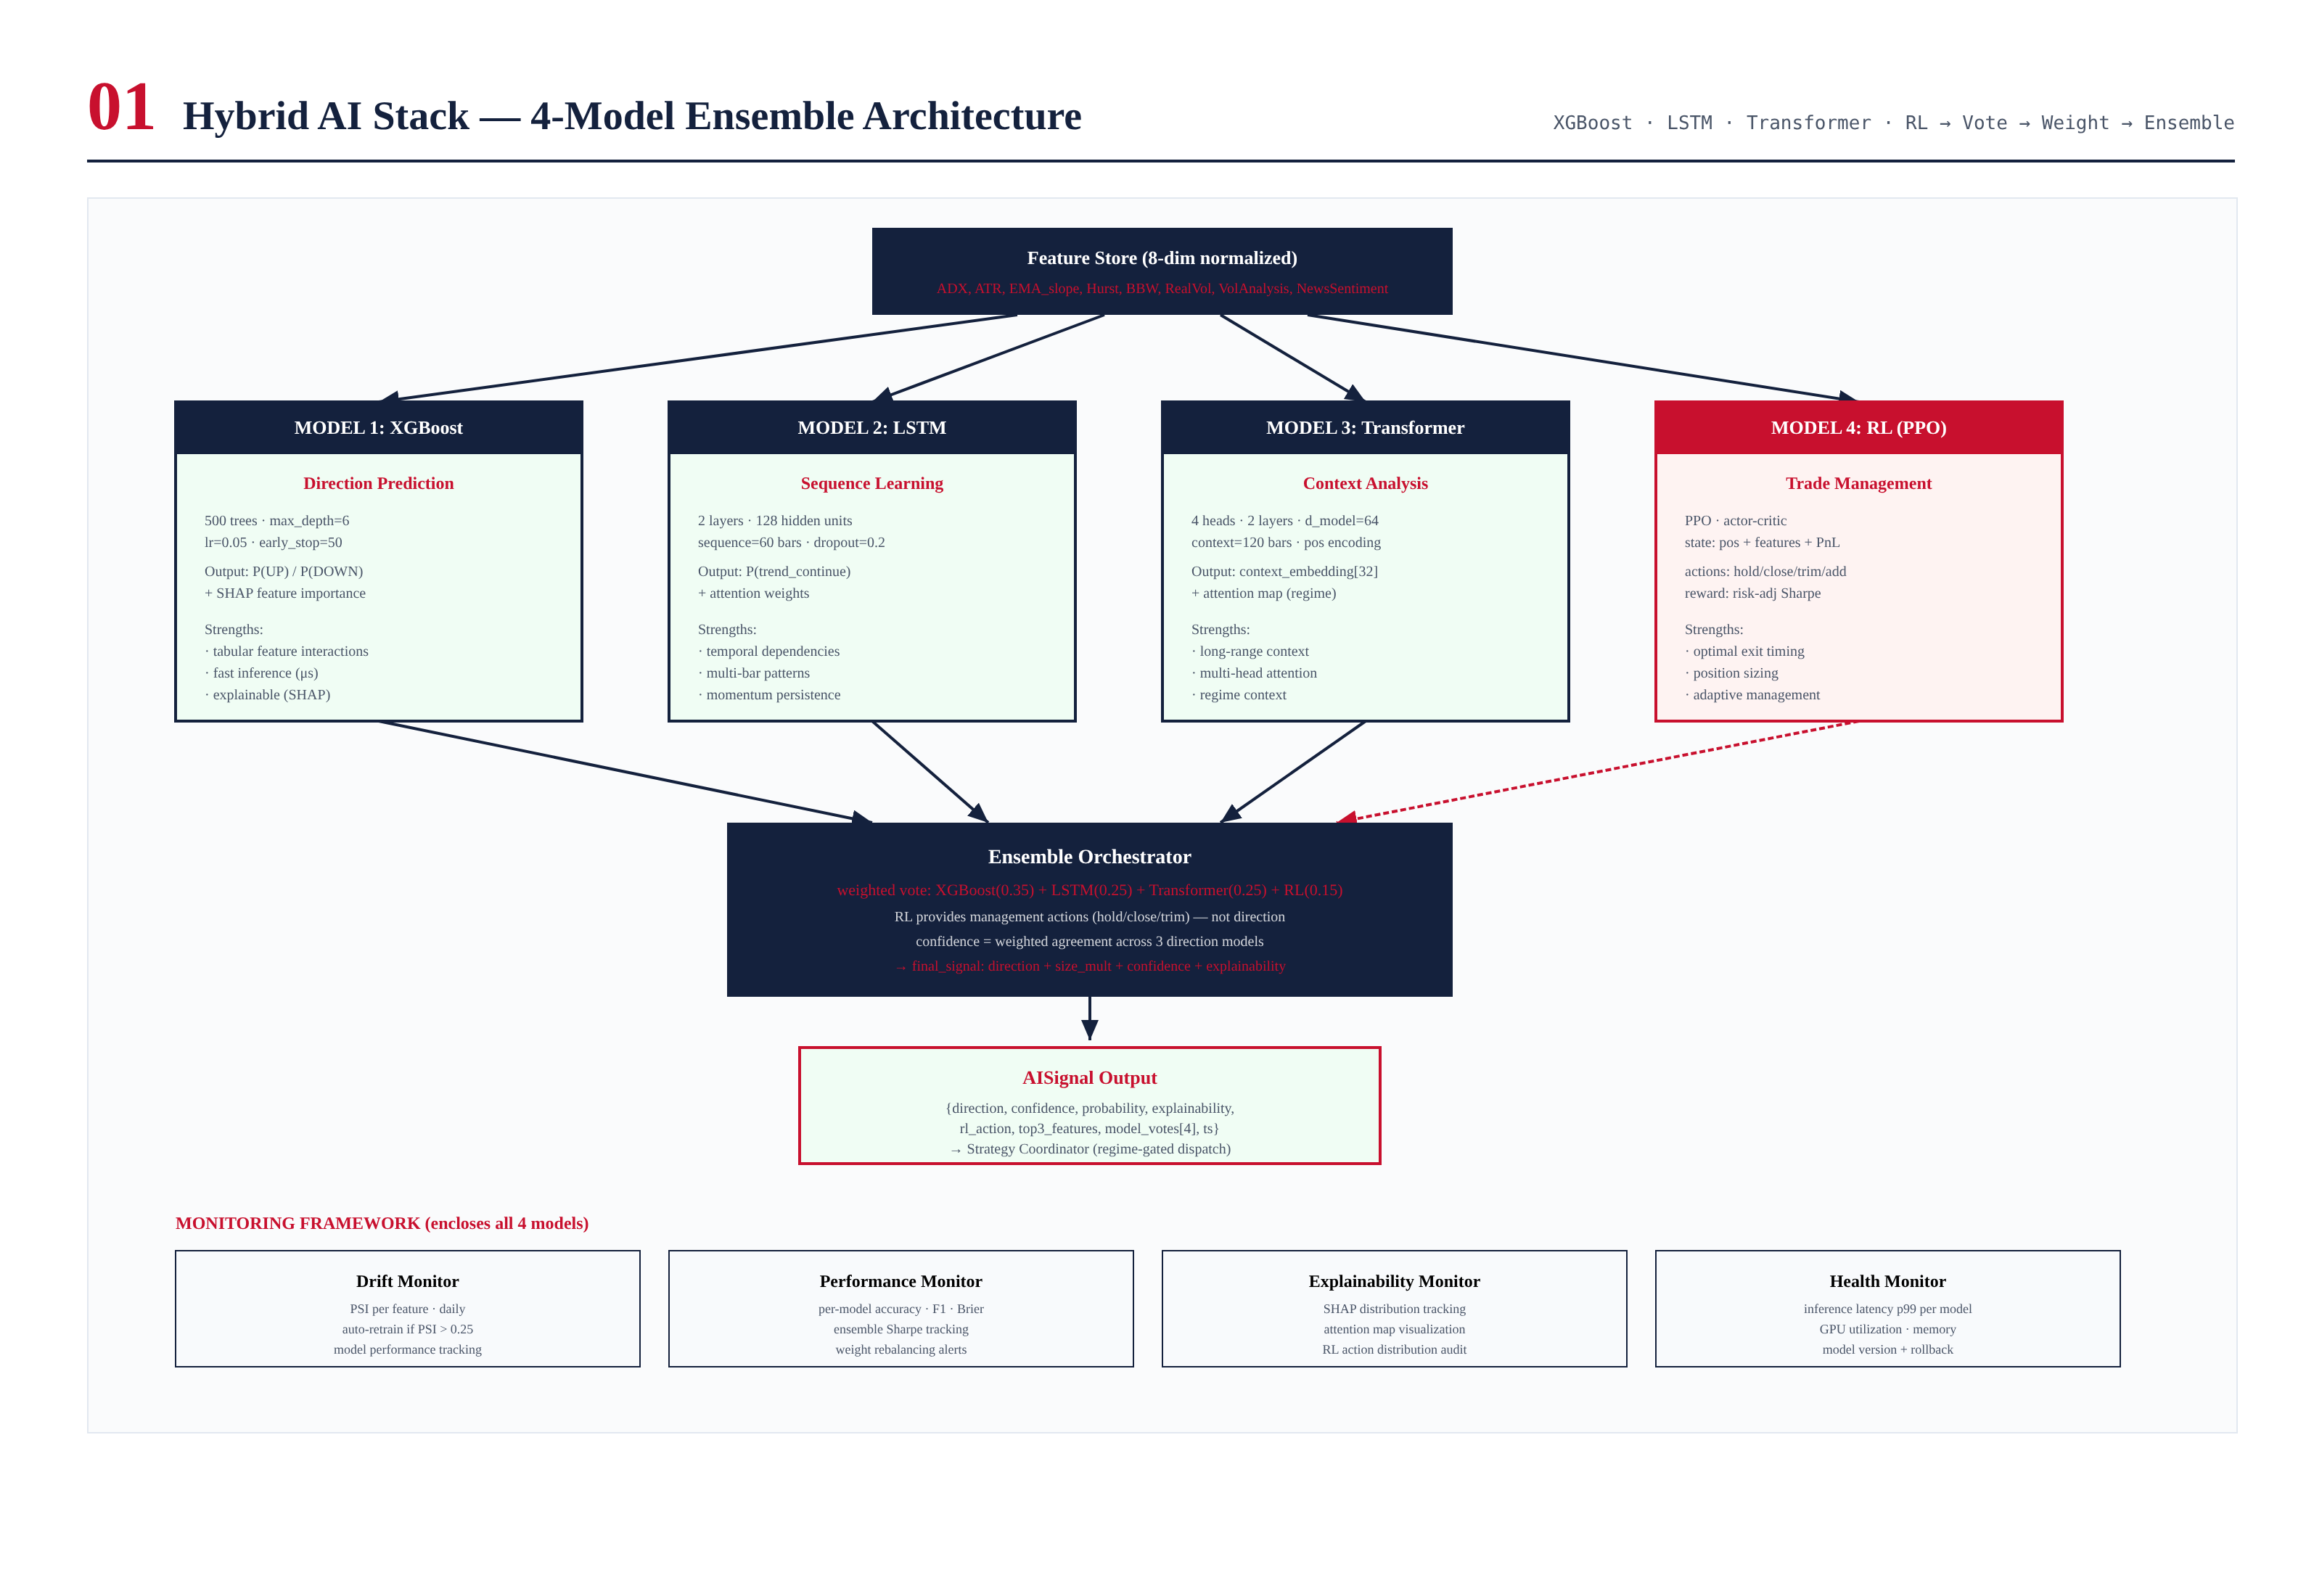 01 Hybrid AI Stack — 4-Model Ensemble Architecture
XGBoost · LSTM · Transformer · RL → Vote → Weight → Ensemble
Feature Store (8-dim normalized)
ADX, ATR, EMA_slope, Hurst, BBW, RealVol, VolAnalysis, NewsSentiment
MODEL 1: XGBoost
Direction Prediction
500 trees · max_depth=6
lr=0.05 · early_stop=50
Output: P(UP) / P(DOWN)
+ SHAP feature importance
Strengths:
· tabular feature interactions
· fast inference (μs)
· explainable (SHAP)
MODEL 2: LSTM
Sequence Learning
2 layers · 128 hidden units
sequence=60 bars · dropout=0.2
Output: P(trend_continue)
+ attention weights
Strengths:
· temporal dependencies
· multi-bar patterns
· momentum persistence
MODEL 3: Transformer
Context Analysis
4 heads · 2 layers · d_model=64
context=120 bars · pos encoding
Output: context_embedding[32]
+ attention map (regime)
Strengths:
· long-range context
· multi-head attention
· regime context
MODEL 4: RL (PPO)
Trade Management
PPO · actor-critic
state: pos + features + PnL
actions: hold/close/trim/add
reward: risk-adj Sharpe
Strengths:
· optimal exit timing
· position sizing
· adaptive management
Ensemble Orchestrator
weighted vote: XGBoost(0.35) + LSTM(0.25) + Transformer(0.25) + RL(0.15)
RL provides management actions (hold/close/trim) — not direction
confidence = weighted agreement across 3 direction models
→ final_signal: direction + size_mult + confidence + explainability
AISignal Output
{direction, confidence, probability, explainability,
rl_action, top3_features, model_votes[4], ts}
→ Strategy Coordinator (regime-gated dispatch)
MONITORING FRAMEWORK (encloses all 4 models)
Drift Monitor
PSI per feature · daily
auto-retrain if PSI > 0.25
model performance tracking
Performance Monitor
per-model accuracy · F1 · Brier
ensemble Sharpe tracking
weight rebalancing alerts
Explainability Monitor
SHAP distribution tracking
attention map visualization
RL action distribution audit
Health Monitor
inference latency p99 per model
GPU utilization · memory
model version + rollback